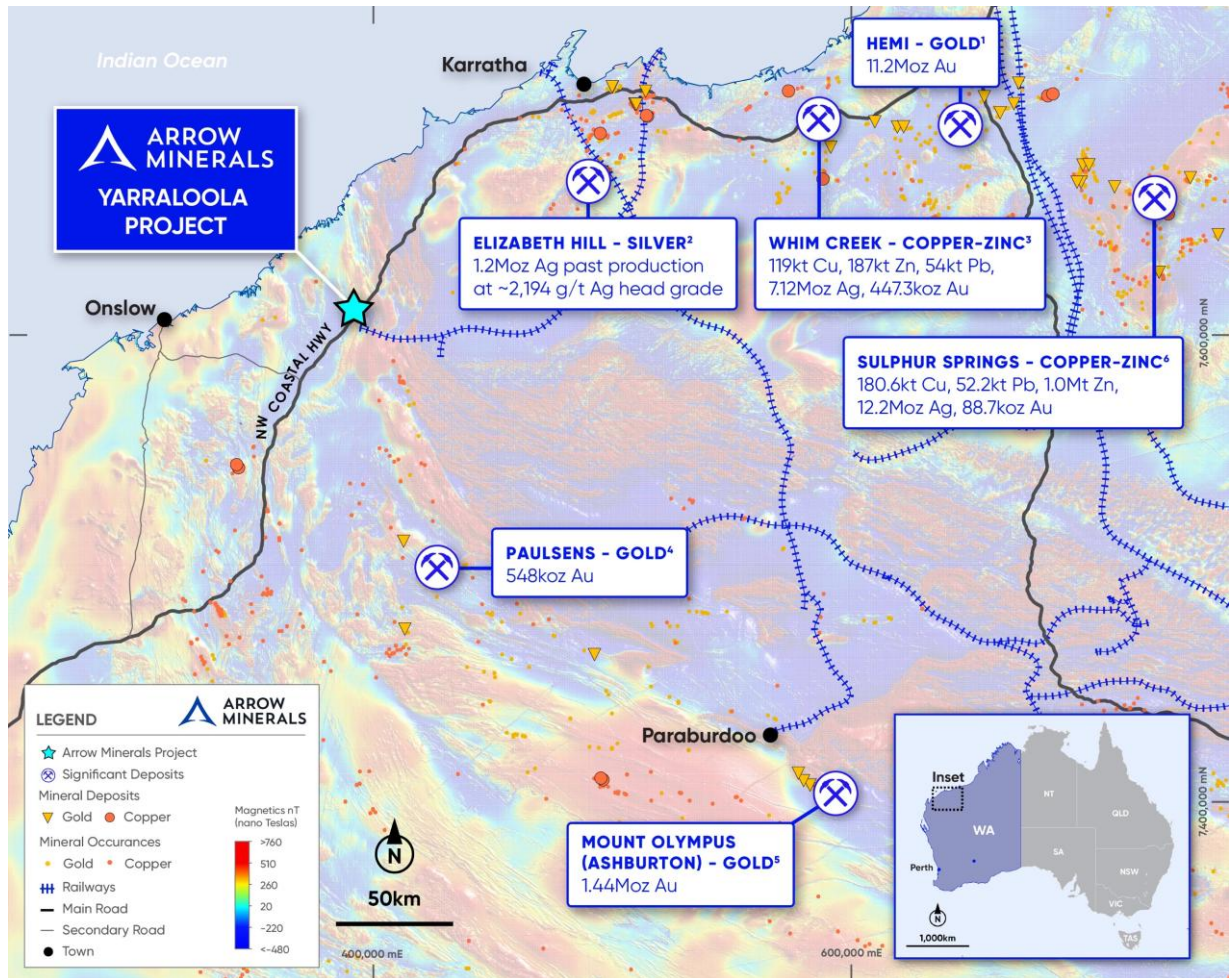 Indian Ocean
Karratha
HEMI - GOLD¹
11.2Moz Au
ARROW
MINERALS
YARRALOOLA
PROJECT
ELIZABETH HILL - SILVER²
1.2Moz Ag past production
at ~2,194 g/t Ag head grade
WHIM CREEK - COPPER-ZINC³
119kt Cu, 187kt Zn, 54kt Pb,
7.12Moz Ag, 447.3koz Au
Onslow
NW COASTAL HWY
7,600,000 mN
SULPHUR SPRINGS - COPPER-ZINC⁶
180.6kt Cu, 52.2kt Pb, 1.0Mt Zn,
12.2Moz Ag, 88.7koz Au
PAULSENS - GOLD⁴
548koz Au
Paraburdoo
MOUNT OLYMPUS
(ASHBURTON) - GOLD⁵
1.44Moz Au
7,400,000 mN
LEGEND
ARROW
MINERALS
Arrow Minerals Project
Significant Deposits
Mineral Deposits
Gold Copper
Mineral Occurances
Gold Copper
Railways
Main Road
Secondary Road
Town
Magnetics nT
(nano Teslas)
>760
510
260
20
-220
<-480
N
50km
400,000 mE
600,000 mE
Inset
WA
NT
QLD
SA
NSW
VIC
TAS
Perth
N
1,000km